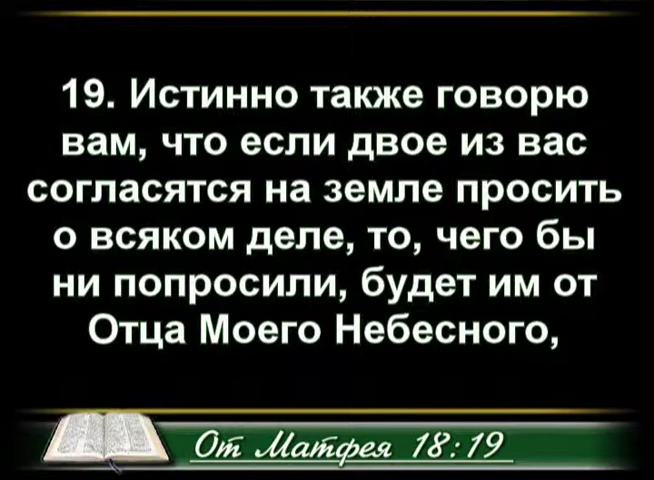 19. Истинно также говорю
вам, что если двое из вас
согласятся на земле просить
о всяком деле, то, чего бы
ни попросили, будет им от
Отца Моего Небесного,
От Матфея 18:19